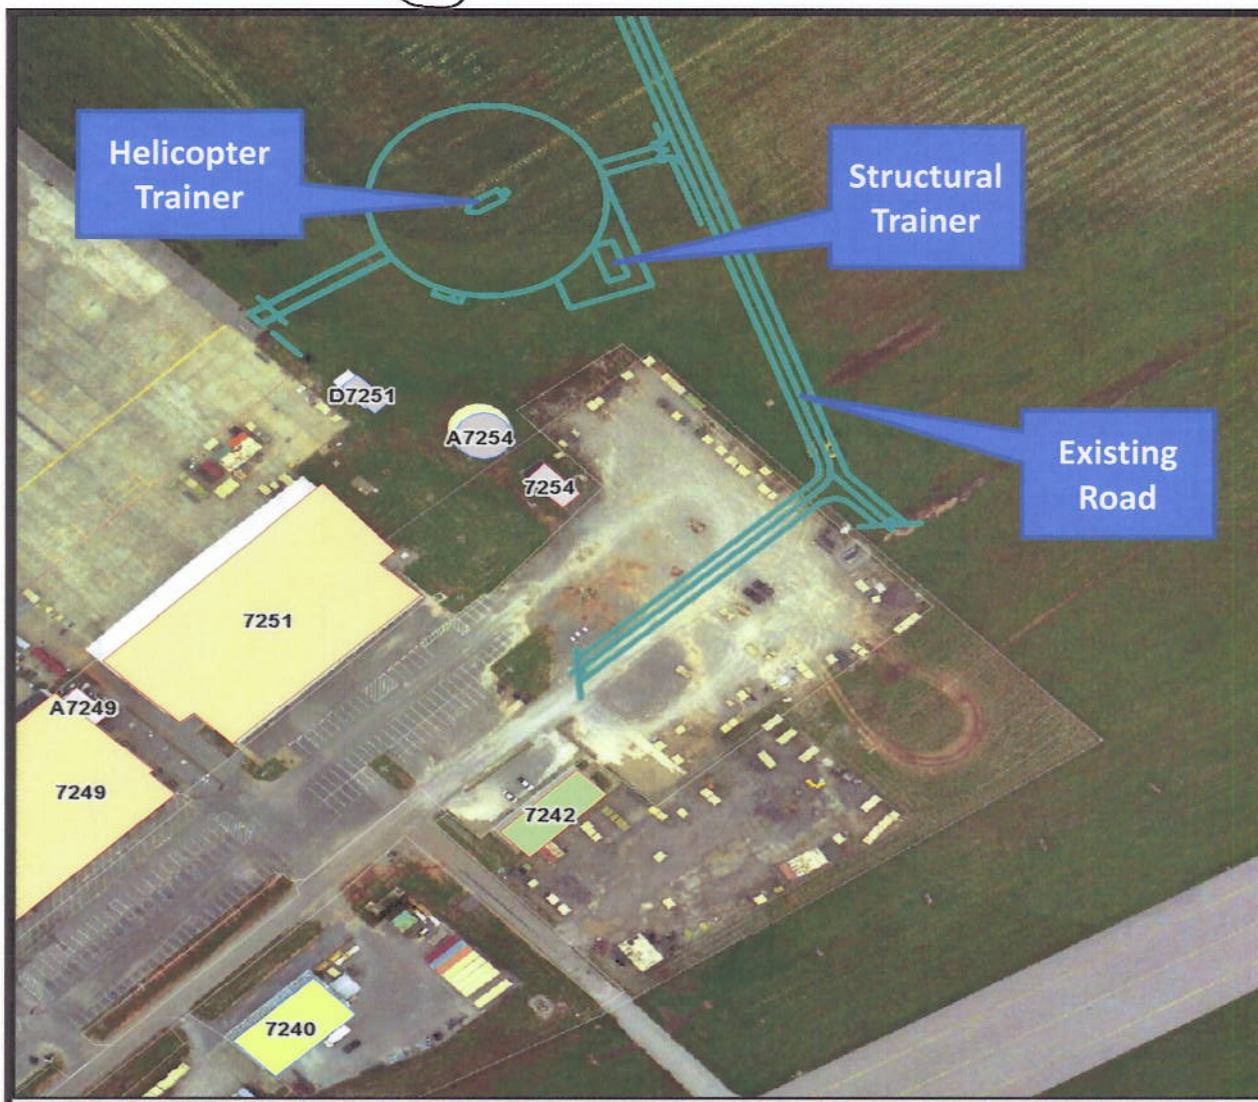 Helicopter
Trainer
Structural
Trainer
D7251
A7254
Existing
Road
7254
7251
A7249
7249
7242
7240